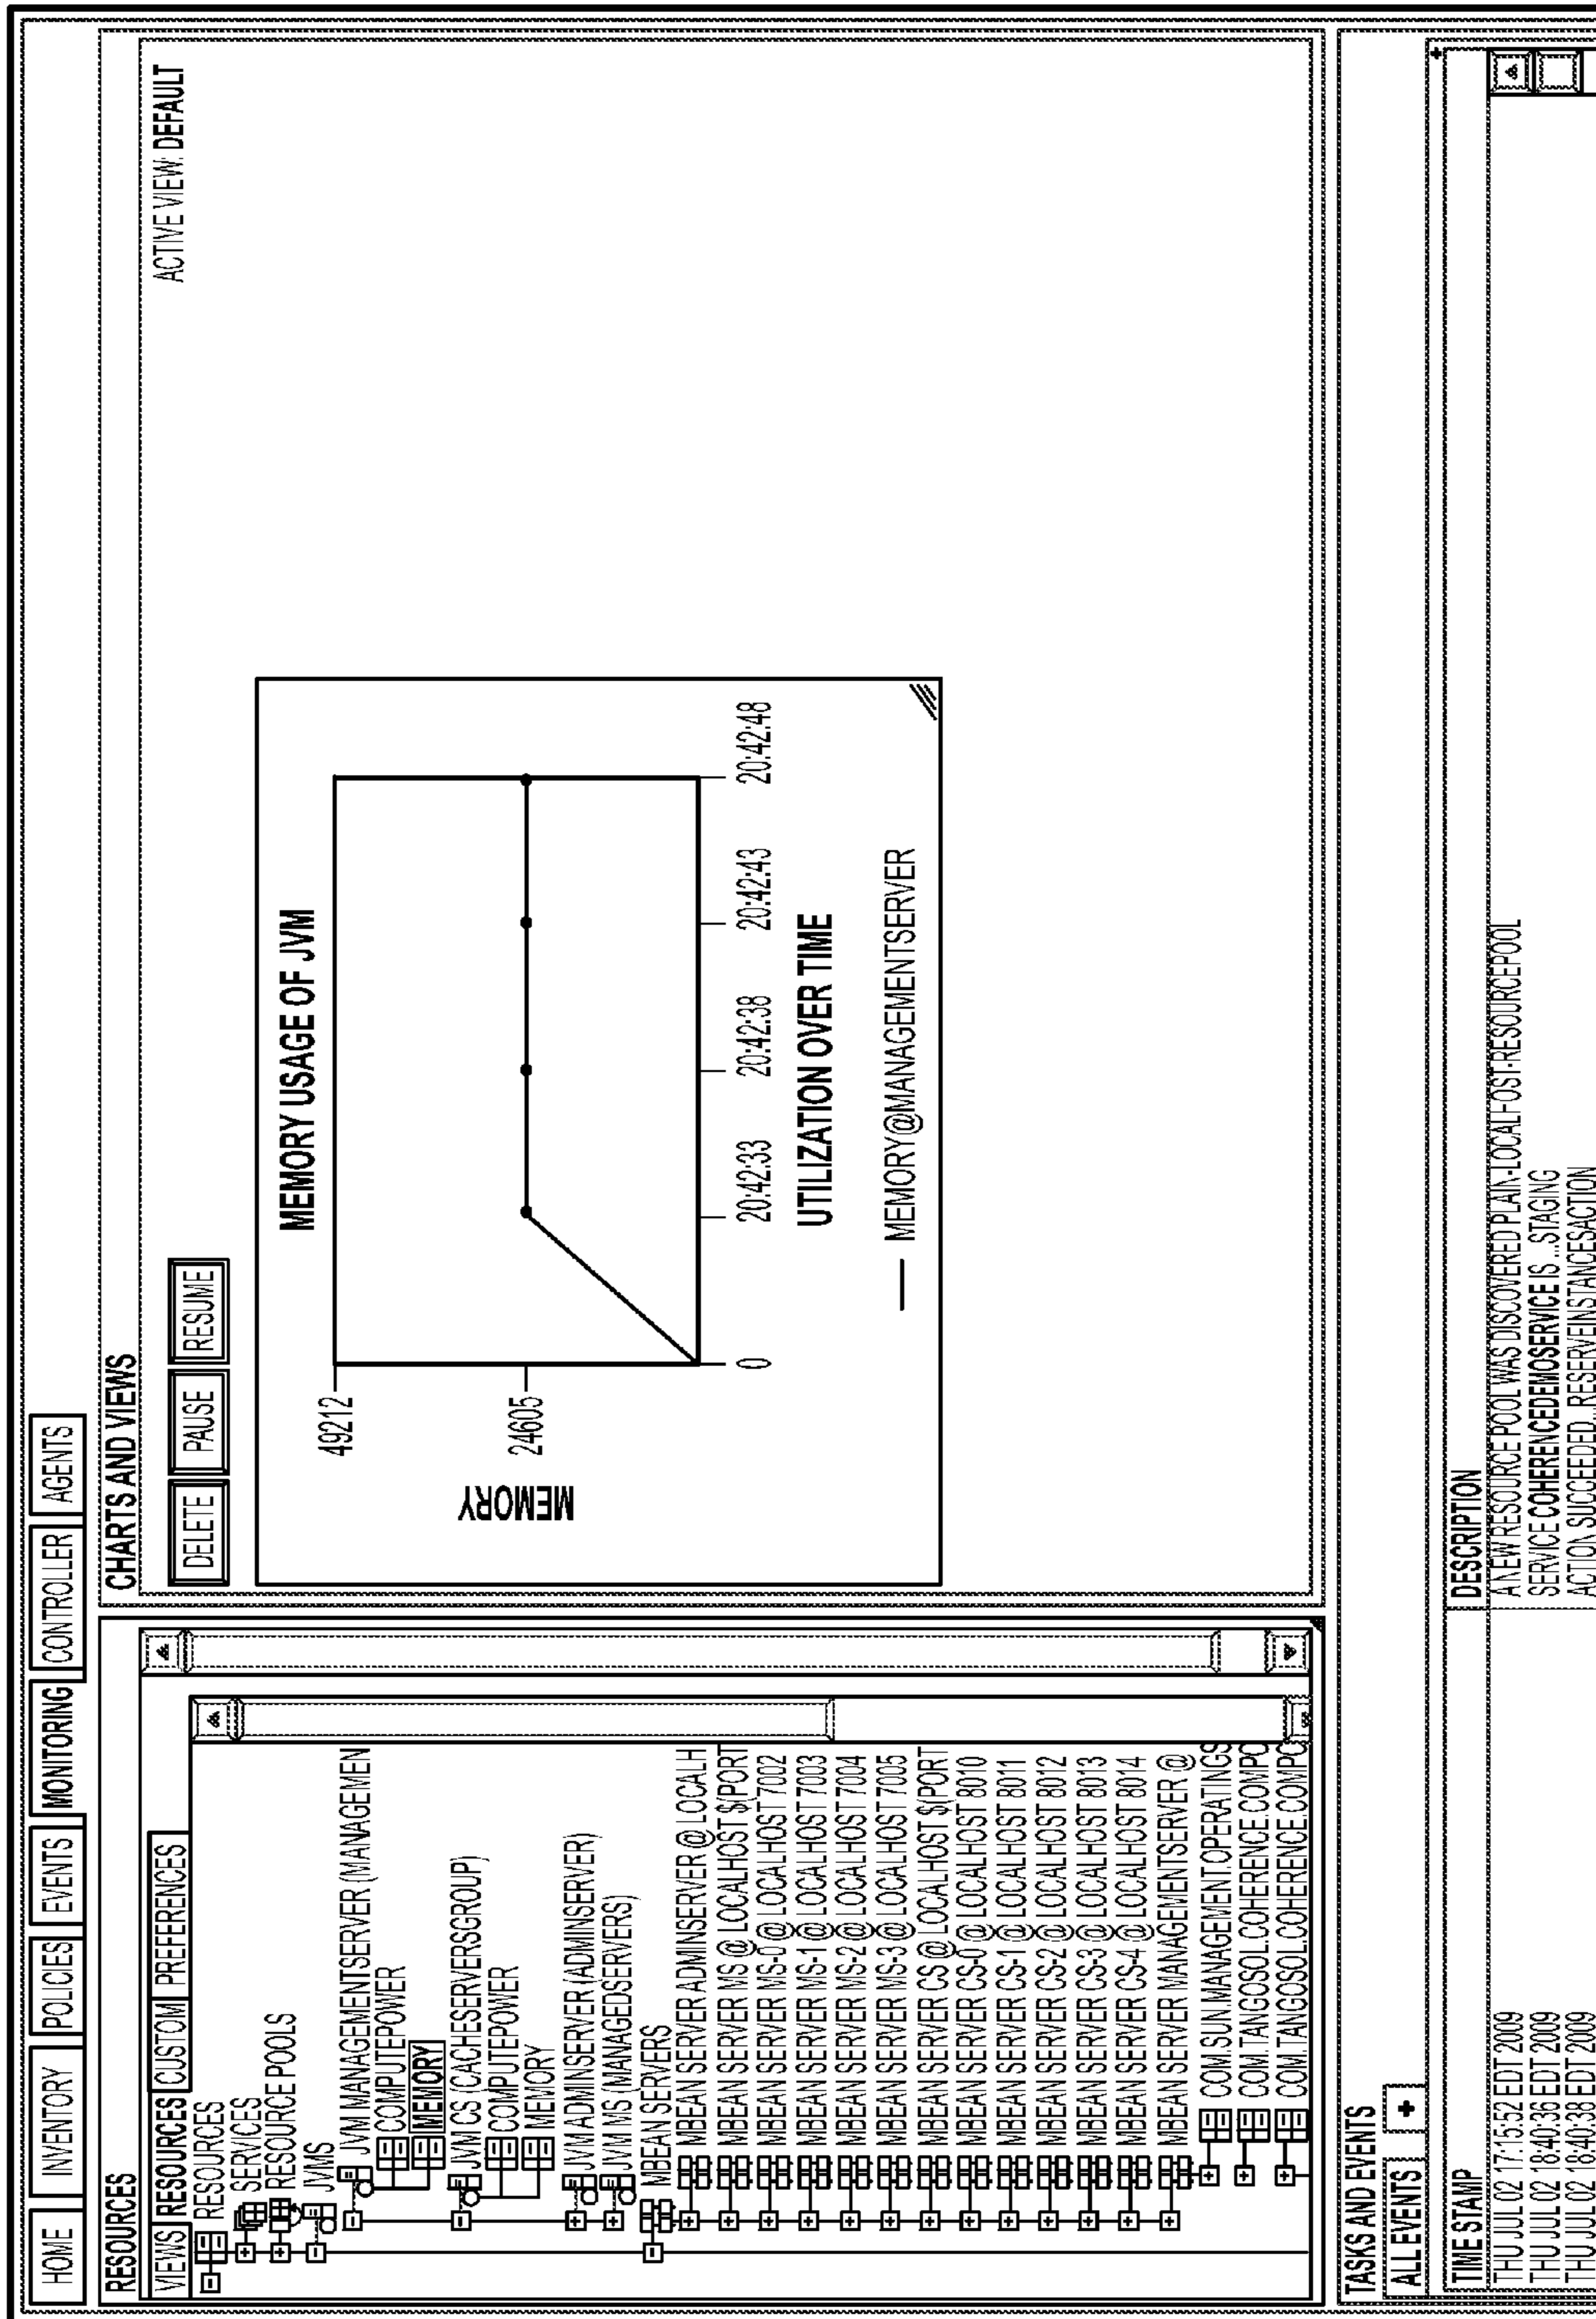 HOME INVENTORY POLICIES EVENTS MONITORING CONTROLLER AGENTS
RESOURCES
VIEWS RESOURCES CUSTOM PREFERENCES
RESOURCES
SERVICES
RESOURCE POOLS
JVMS
JVM MANAGEMENTSERVER (MANAGEMEN
COMPUTEPOWER
MEMORY
JVM CS (CACHESERVERSGROUP)
COMPUTEPOWER
MEMORY
JVM ADMINSERVER (ADMINSERVER)
JVM MS (MANAGEDSERVERS)
MBEAN SERVERS
MBEAN SERVER ADMINSERVER @ LOCALH
MBEAN SERVER MS @ LOCALHOST $(PORT
MBEAN SERVER MS-0 @ LOCALHOST 7002
MBEAN SERVER MS-1 @ LOCALHOST 7003
MBEAN SERVER MS-2 @ LOCALHOST 7004
MBEAN SERVER MS-3 @ LOCALHOST 7005
MBEAN SERVER CS @ LOCALHOST $(PORT
MBEAN SERVER CS-0 @ LOCALHOST 8010
MBEAN SERVER CS-1 @ LOCALHOST 8011
MBEAN SERVER CS-2 @ LOCALHOST 8012
MBEAN SERVER CS-3 @ LOCALHOST 8013
MBEAN SERVER CS-4 @ LOCALHOST 8014
MBEAN SERVER MANAGEMENTSERVER @
COM.SUN.MANAGEMENT.OPERATINGS
COM.TANGOSOL.COHERENCE.COMPO
COM.TANGOSOL.COHERENCE.COMPO
CHARTS AND VIEWS
ACTIVE VIEW: DEFAULT
DELETE PAUSE RESUME
MEMORY USAGE OF JVM
MEMORY
49212
24605
0 20:42:33 20:42:38 20:42:43 20:42:48
UTILIZATION OVER TIME
MEMORY@MANAGEMENTSERVER
TASKS AND EVENTS
ALL EVENTS +
TIME STAMP DESCRIPTION
THU JUL 02 17:15:52 EDT 2009 A NEW RESOURCE POOL WAS DISCOVERED PLAIN-LOCALFOST-RESOURCEPOOL
THU JUL 02 18:40:36 EDT 2009 SERVICE COHERENCEDEMOSERVICE IS ...STAGING
THU JUL 02 18:40:38 EDT 2009 ACTION SUCCEEDED...RESERVEINSTANCESACTION